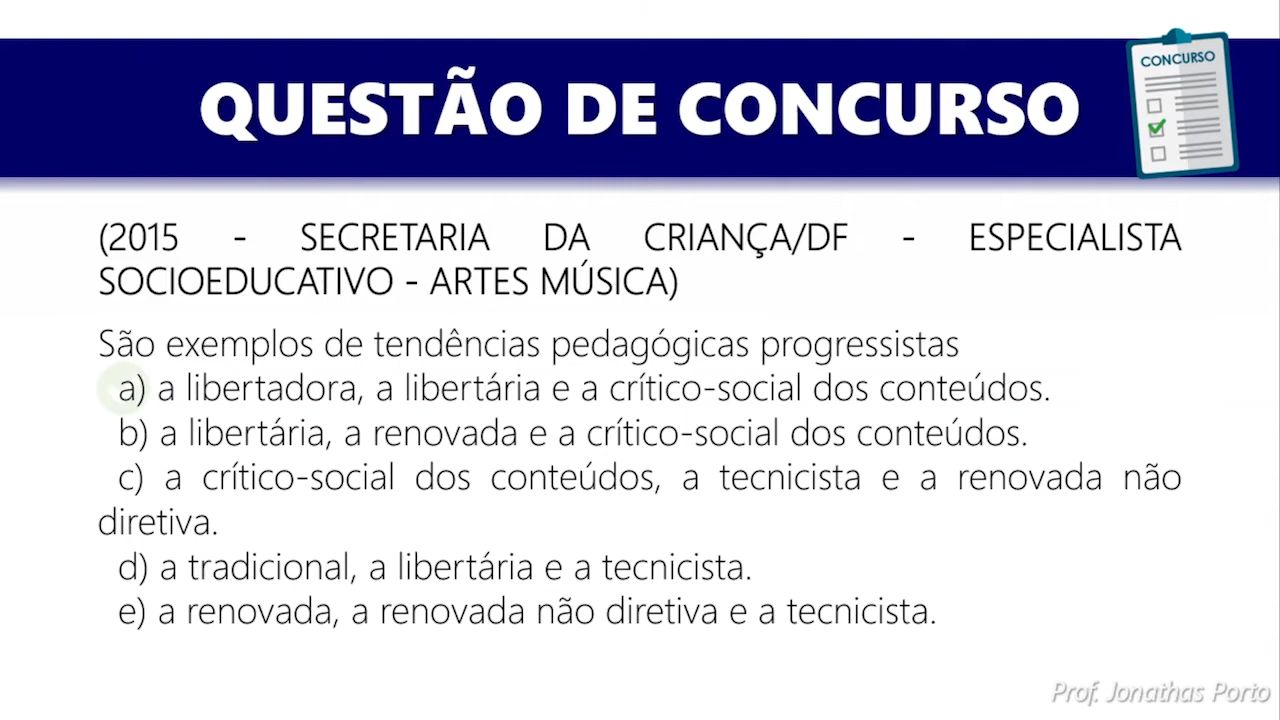 QUESTÃO DE CONCURSO
CONCURSO
(2015 - SECRETARIA DA CRIANÇA/DF - ESPECIALISTA
SOCIOEDUCATIVO - ARTES MÚSICA)
São exemplos de tendências pedagógicas progressistas
a) a libertadora, a libertária e a crítico-social dos conteúdos.
b) a libertária, a renovada e a crítico-social dos conteúdos.
c) a crítico-social dos conteúdos, a tecnicista e a renovada não
diretiva.
d) a tradicional, a libertária e a tecnicista.
e) a renovada, a renovada não diretiva e a tecnicista.
Prof. Jonathas Porto